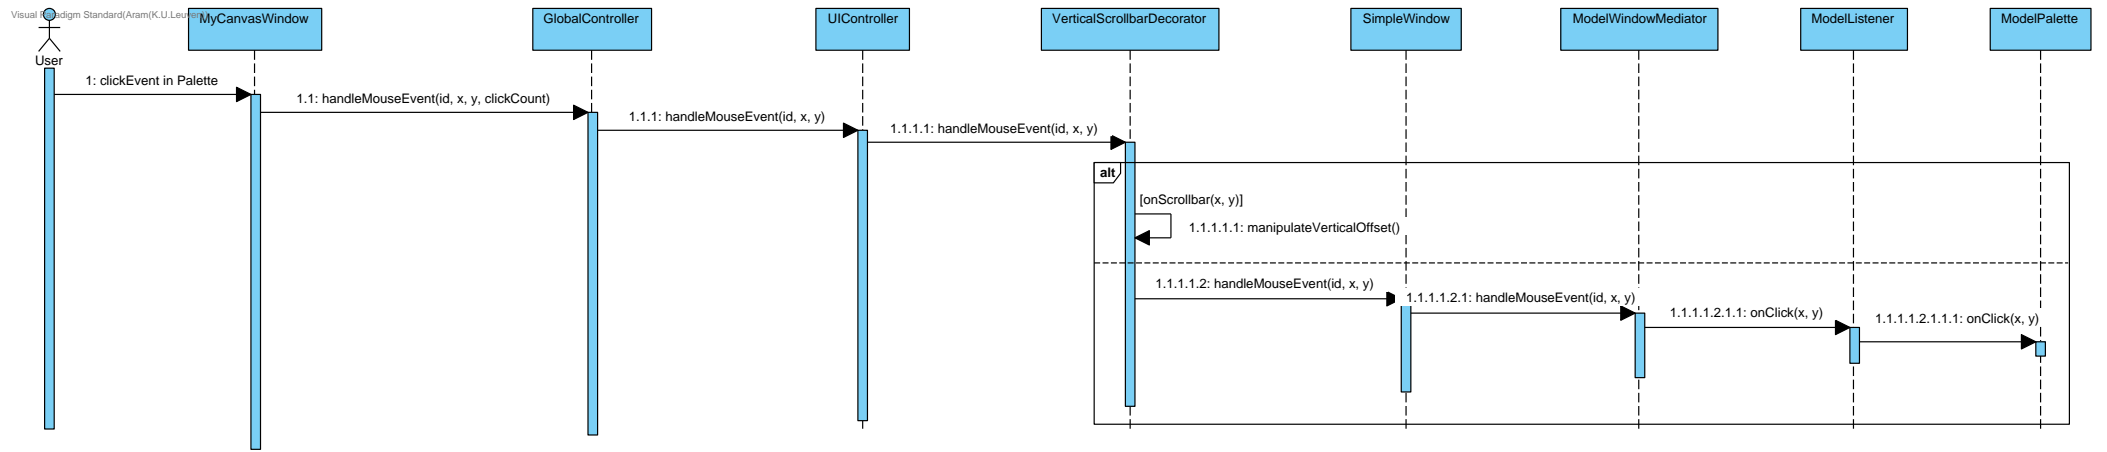 Visual Paradigm Standard(Aram(K.U.Leuven))
MyCanvasWindow
GlobalController
UIController
VerticalScrollbarDecorator
SimpleWindow
ModelWindowMediator
ModelListener
ModelPalette
User
1: clickEvent in Palette
1.1: handleMouseEvent(id, x, y, clickCount)
1.1.1: handleMouseEvent(id, x, y)
1.1.1.1: handleMouseEvent(id, x, y)
alt
[onScrollbar(x, y)]
1.1.1.1.1: manipulateVerticalOffset()
1.1.1.1.2: handleMouseEvent(id, x, y)
1.1.1.1.2.1: handleMouseEvent(id, x, y)
1.1.1.1.2.1.1: onClick(x, y)
1.1.1.1.2.1.1.1: onClick(x, y)